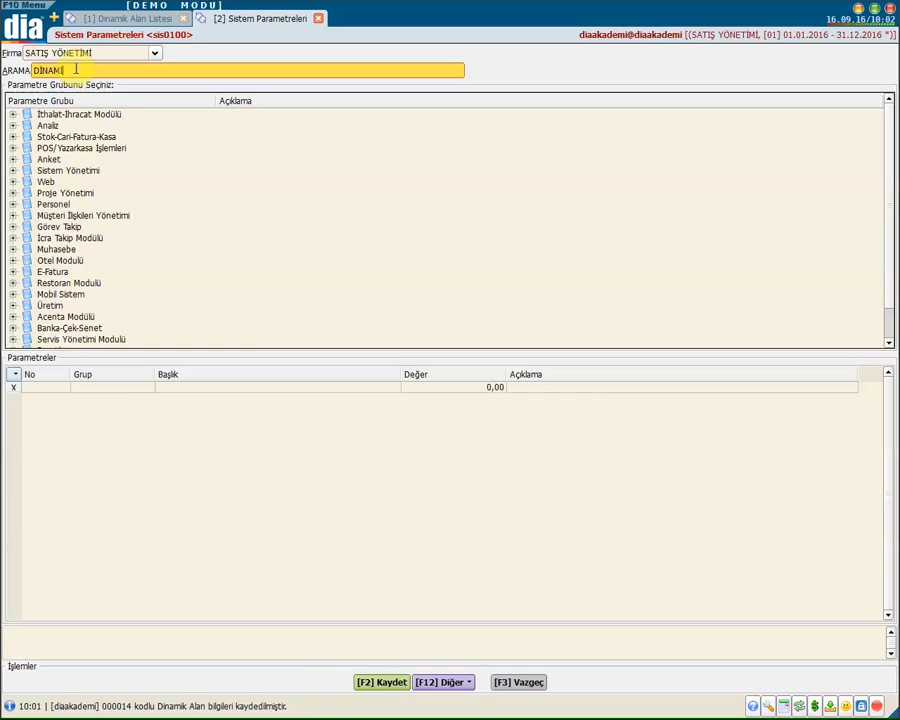 F10 Menu [ D E M O   M O D U ]
dia
[1] Dinamik Alan Listesi
[2] Sistem Parametreleri
16.09.16/10:02
Sistem Parametreleri <sis0100>
diaakademi@diaakademi [(SATIŞ YÖNETİMİ, [01] 01.01.2016 - 31.12.2016 *)]
Firma SATIŞ YÖNETİMİ
ARAMA DİNAMİ
Parametre Grubunu Seçiniz:
Parametre Grubu Açıklama
İthalat-İhracat Modülü
Analiz
Stok-Cari-Fatura-Kasa
POS/Yazarkasa İşlemleri
Anket
Sistem Yönetimi
Web
Proje Yönetimi
Personel
Müşteri İlişkileri Yönetimi
Görev Takip
İcra Takip Modülü
Muhasebe
Otel Modulü
E-Fatura
Restoran Modulü
Mobil Sistem
Üretim
Acenta Modülü
Banka-Çek-Senet
Servis Yönetimi Modulü
Parametreler
No Grup Başlık Değer Açıklama
X 0,00
İşlemler
[F2] Kaydet [F12] Diğer [F3] Vazgeç
10:01 | [diaakademi] 000014 kodlu Dinamik Alan bilgileri kaydedilmiştir.